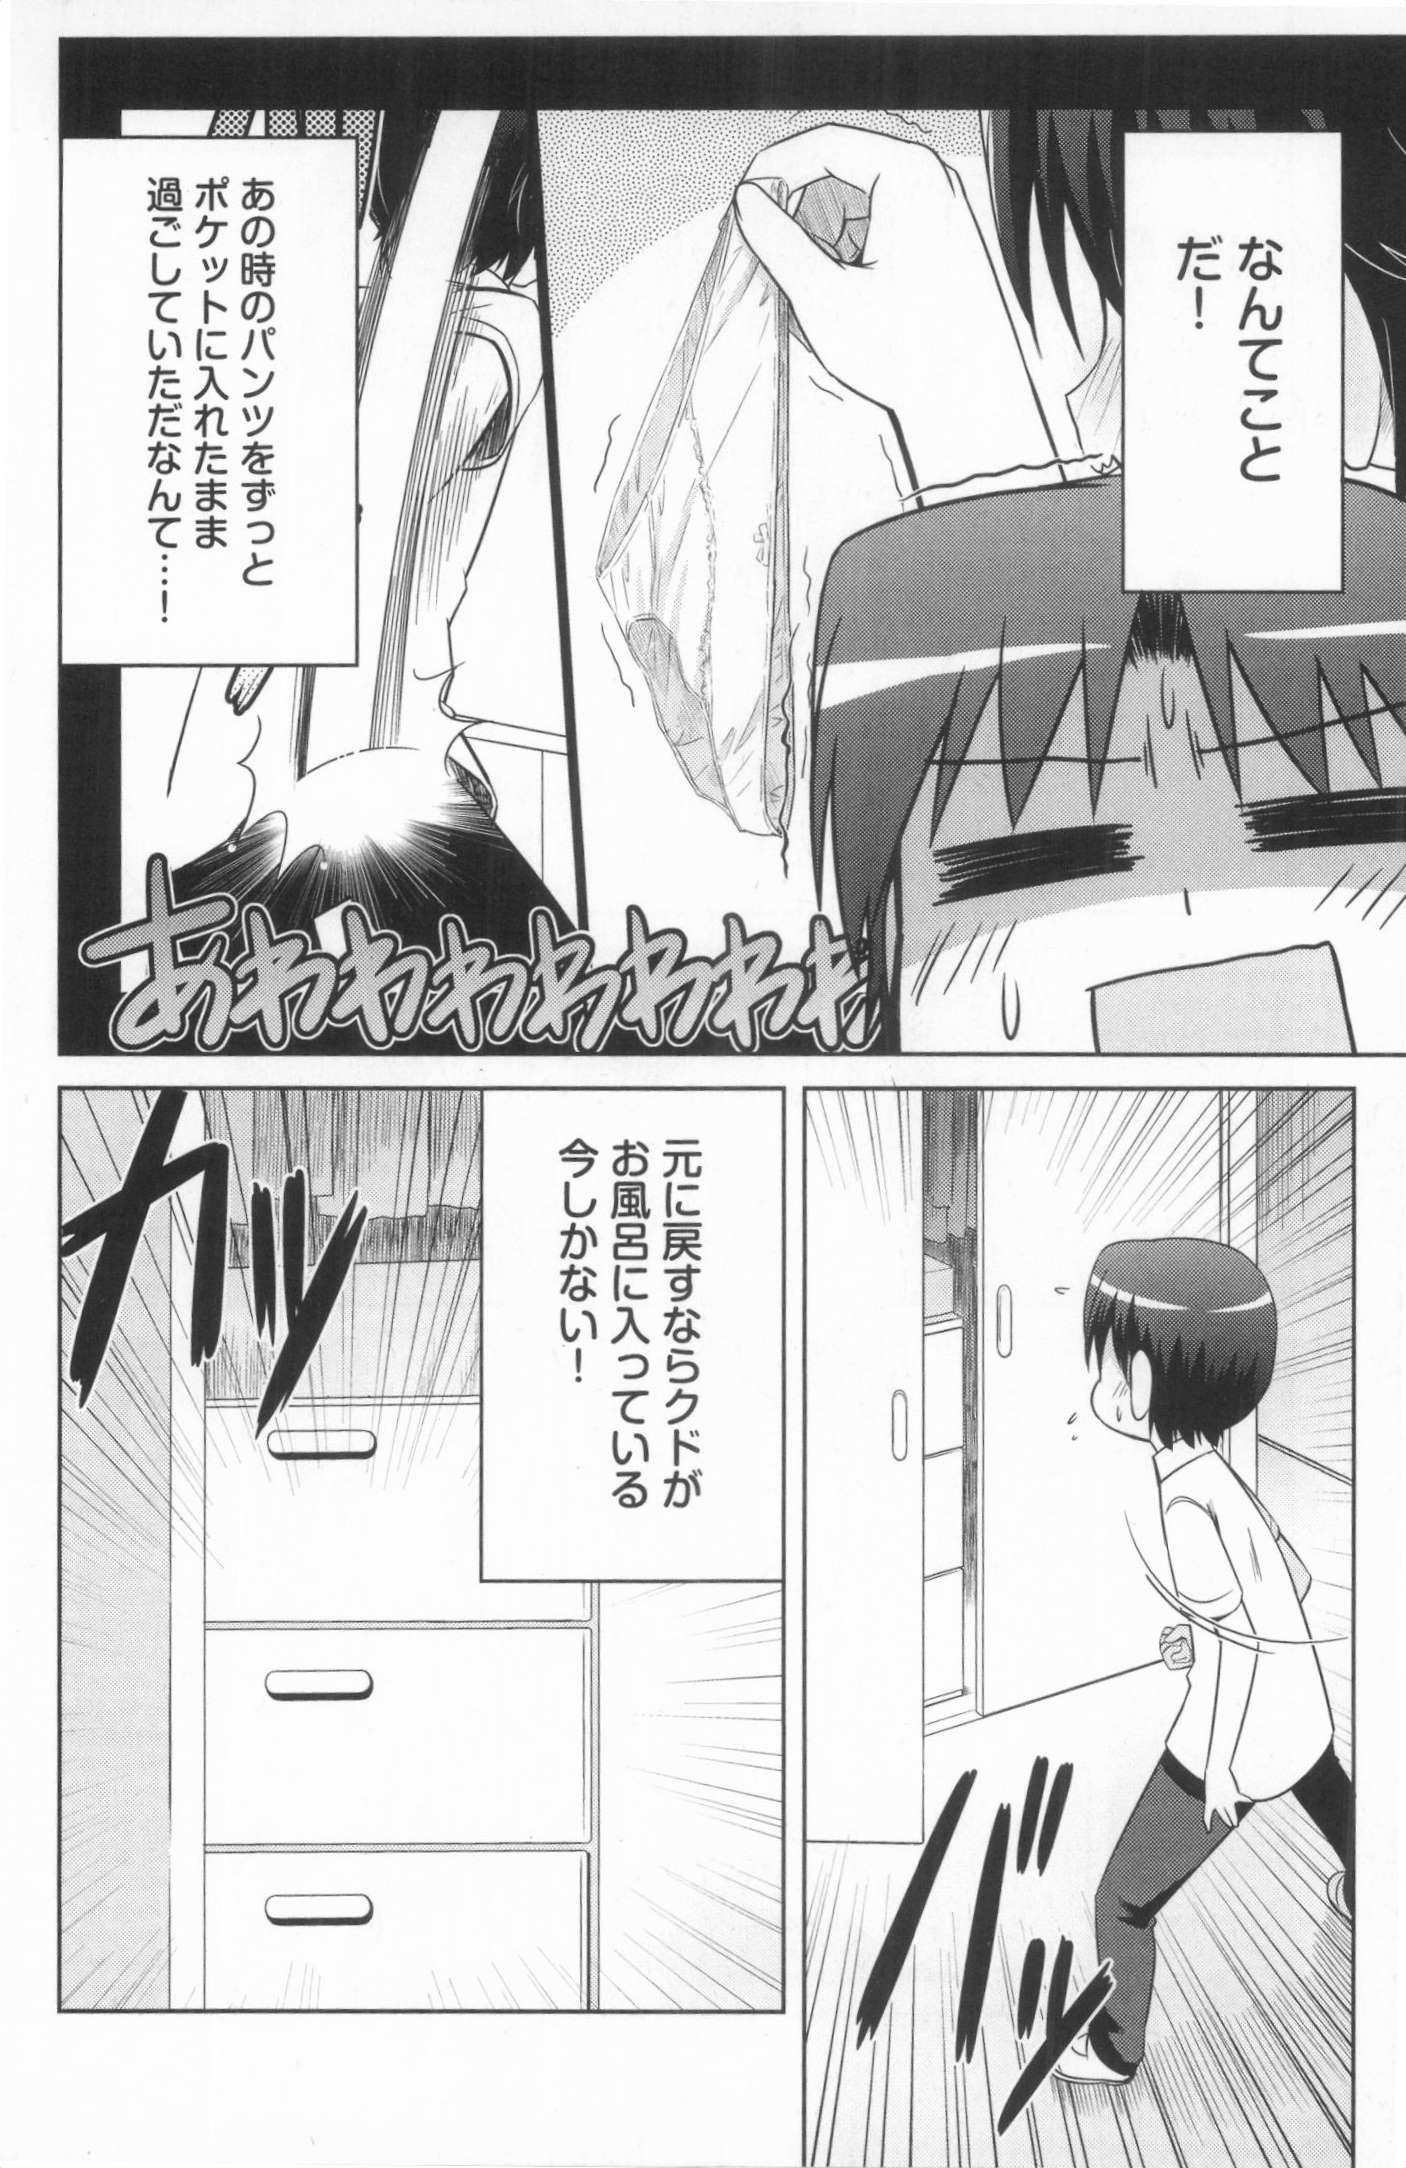 なんてこと
だ！
あの時のパンツをずっと
ポケットに入れたまま
過ごしていただなんて…！
あわわわわわわわ
ガッ
元に戻すならクドが
お風呂に入っている
今しかない！